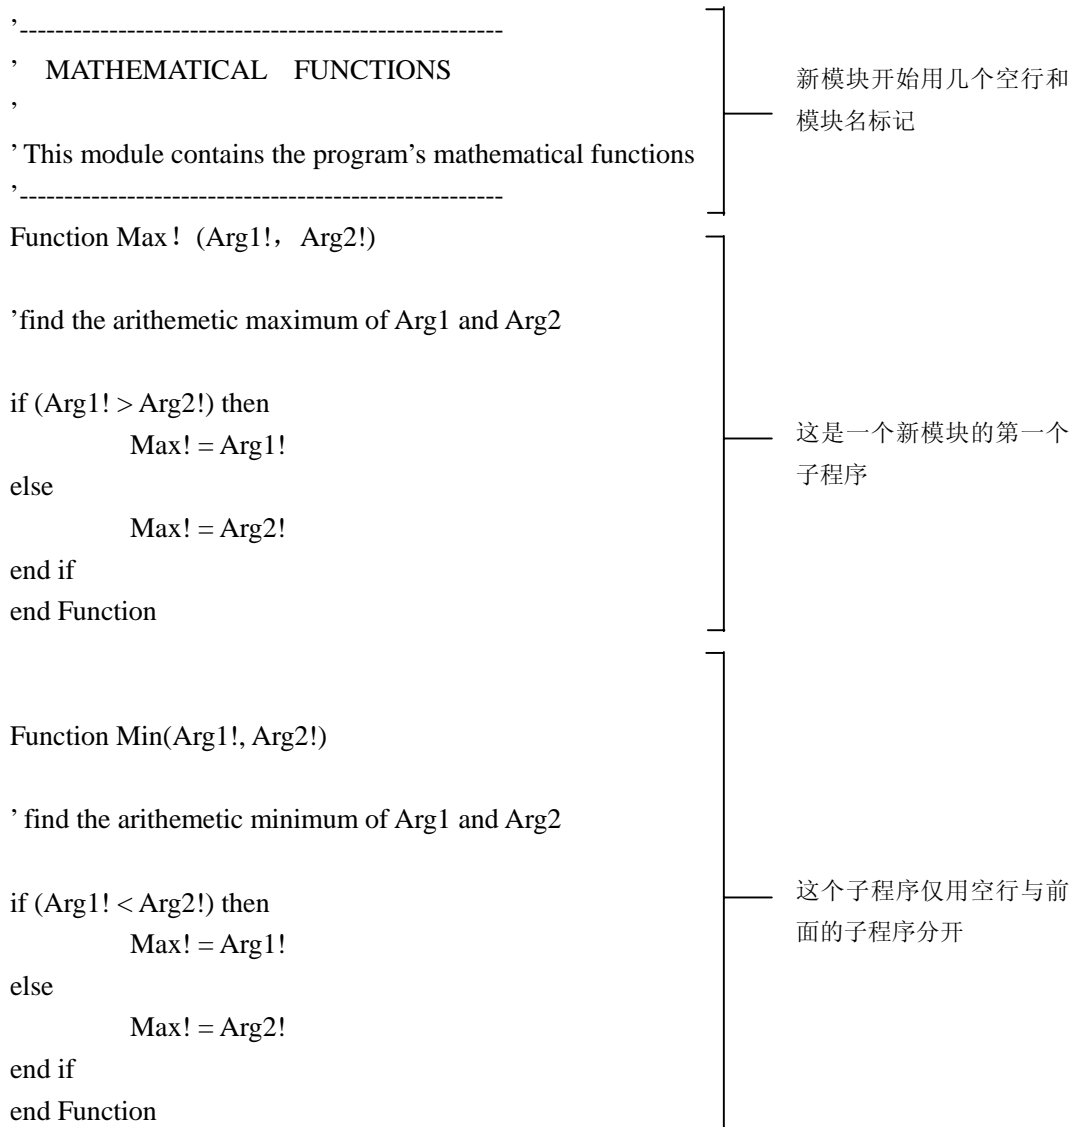 ’------------------------------------------------------
’ MATHEMATICAL FUNCTIONS
’
’ This module contains the program’s mathematical functions
’------------------------------------------------------
新模块开始用几个空行和
模块名标记
Function Max！(Arg1!，Arg2!)
’find the arithemetic maximum of Arg1 and Arg2
if (Arg1! > Arg2!) then
Max! = Arg1!
else
Max! = Arg2!
end if
end Function
这是一个新模块的第一个
子程序
Function Min(Arg1!, Arg2!)
’ find the arithemetic minimum of Arg1 and Arg2
if (Arg1! < Arg2!) then
Max! = Arg1!
else
Max! = Arg2!
end if
end Function
这个子程序仅用空行与前
面的子程序分开